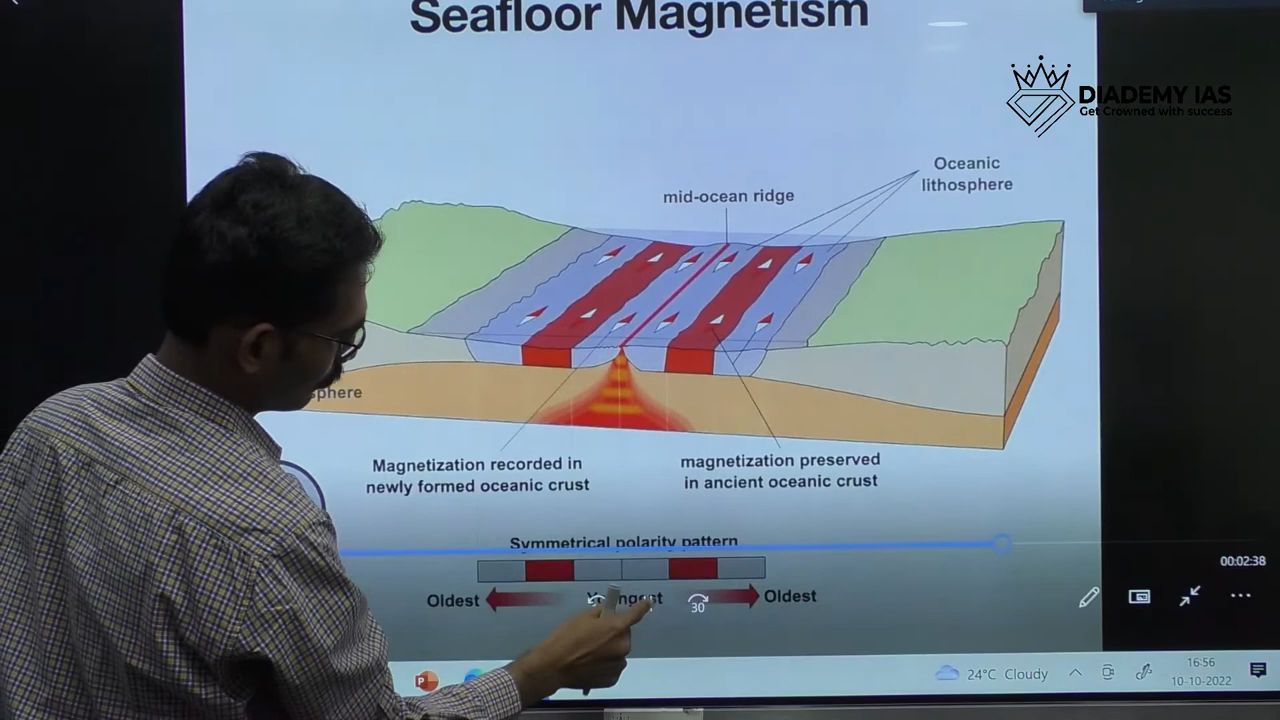 Seafloor Magnetism
DIADEMY IAS
Get Crowned with success
Oceanic
lithosphere
mid-ocean ridge
sphere
Magnetization recorded in
newly formed oceanic crust
magnetization preserved
in ancient oceanic crust
Symmetrical polarity pattern
Oldest
Youngest
Oldest
30
00:02:38
P
24°C Cloudy
16:56
10-10-2022